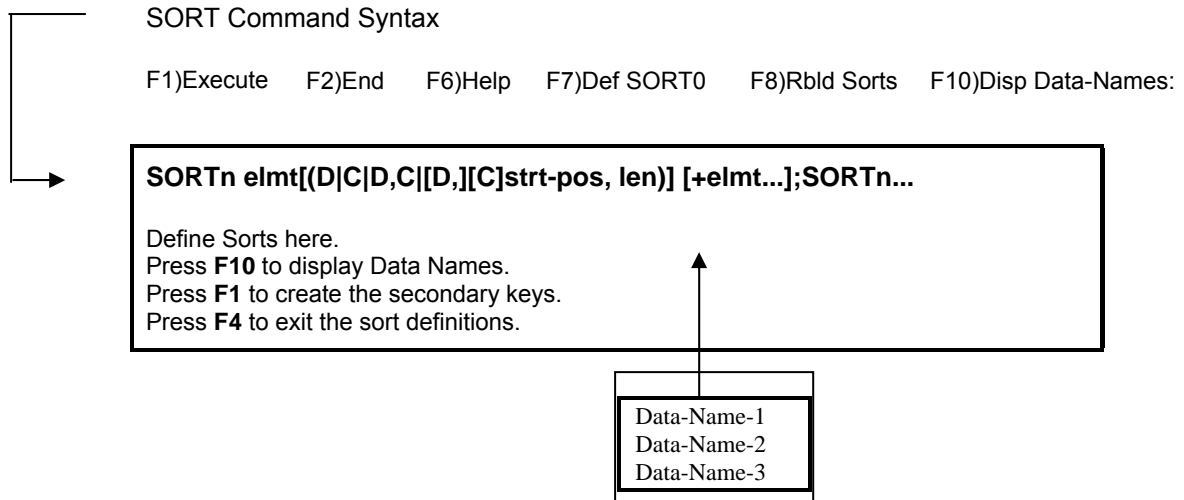 SORT Command Syntax
F1)Execute F2)End F6)Help F7)Def SORT0 F8)Rbld Sorts F10)Disp Data-Names:
SORTn elmt[(D|C|D,C|[D,][C]strt-pos, len)] [+elmt...];SORTn...
Define Sorts here.
Press F10 to display Data Names.
Press F1 to create the secondary keys.
Press F4 to exit the sort definitions.
Data-Name-1
Data-Name-2
Data-Name-3